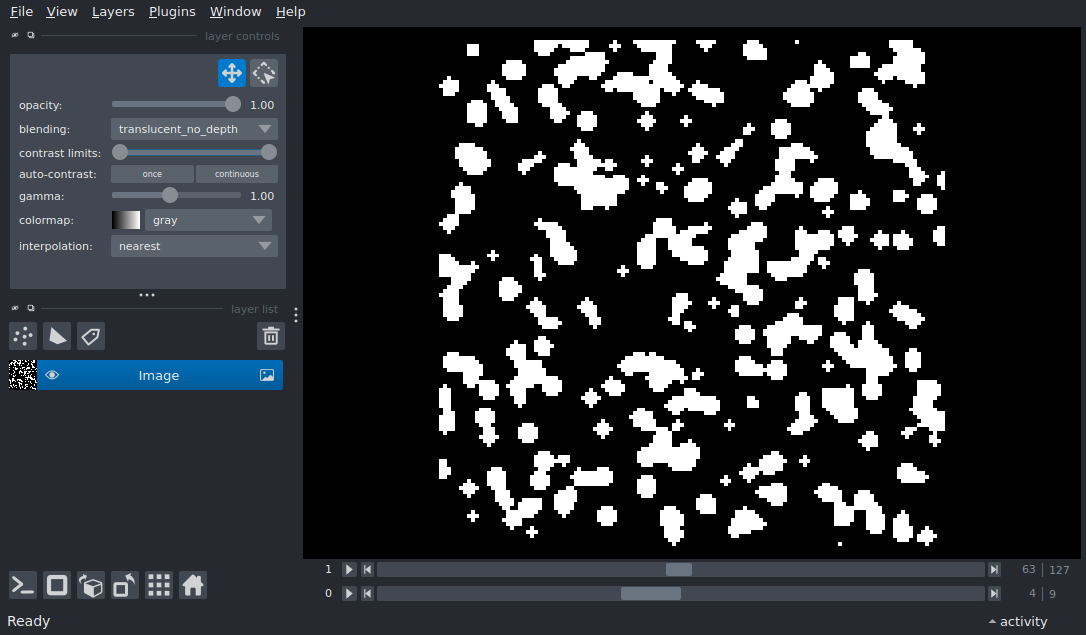 File View Layers Plugins Window Help
layer controls
opacity: 1.00
blending: translucent_no_depth
contrast limits:
auto-contrast: once continuous
gamma: 1.00
colormap: gray
interpolation: nearest
layer list
Image
1 63 127
0 4 9
Ready activity